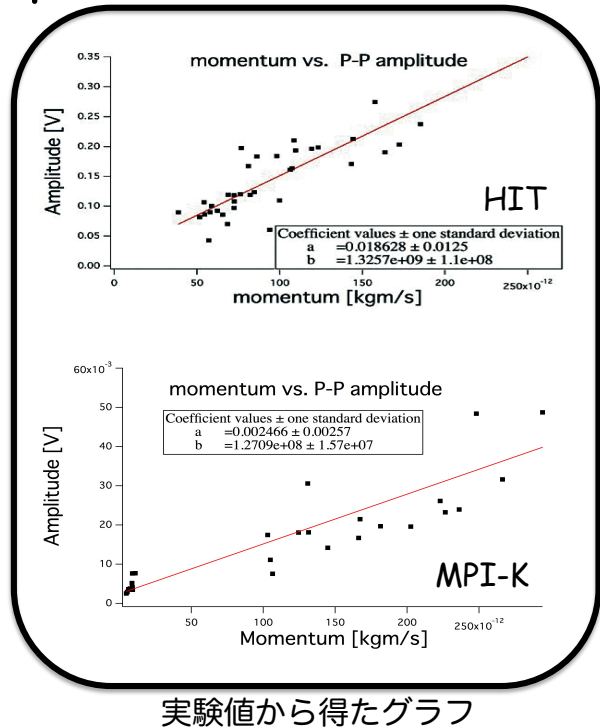 momentum vs. P-P amplitude
0.35
0.30
0.25
0.20
0.15
0.10
0.05
0.00
Amplitude [V]
HIT
Coefficient values ± one standard deviation
a =0.018628 ± 0.0125
b =1.3257e+09 ± 1.1e+08
0 50 100 150 200 250x10⁻¹²
momentum [kgm/s]
60x10⁻³
momentum vs. P-P amplitude
50
40
30
20
10
0
Amplitude [V]
Coefficient values ± one standard deviation
a =0.002466 ± 0.00257
b =1.2709e+08 ± 1.57e+07
MPI-K
50 100 150 200 250x10⁻¹²
Momentum [kgm/s]
実験値から得たグラフ